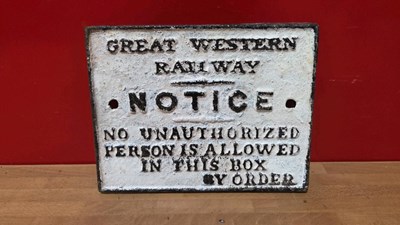 GREAT WESTERN
RAILWAY
NOTICE
NO UNAUTHORIZED
PERSON IS ALLOWED
IN THIS BOX
BY ORDER